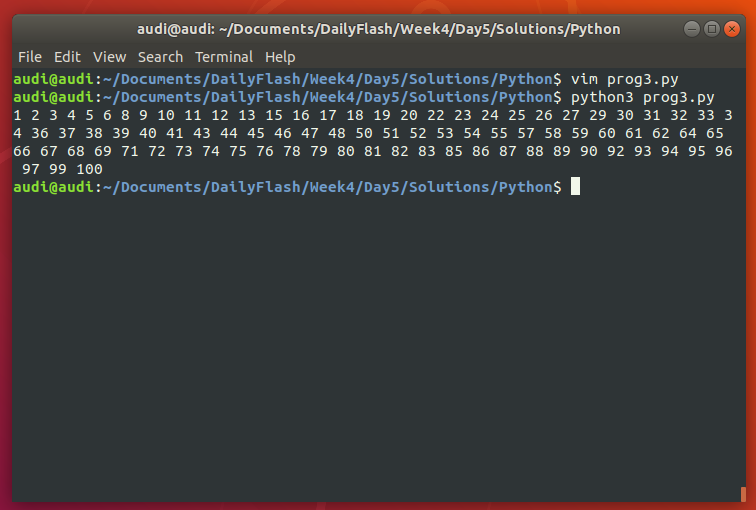 audi@audi: ~/Documents/DailyFlash/Week4/Day5/Solutions/Python
File Edit View Search Terminal Help
audi@audi:~/Documents/DailyFlash/Week4/Day5/Solutions/Python$ vim prog3.py
audi@audi:~/Documents/DailyFlash/Week4/Day5/Solutions/Python$ python3 prog3.py
1 2 3 4 5 6 8 9 10 11 12 13 15 16 17 18 19 20 22 23 24 25 26 27 29 30 31 32 33 3
4 36 37 38 39 40 41 43 44 45 46 47 48 50 51 52 53 54 55 57 58 59 60 61 62 64 65
66 67 68 69 71 72 73 74 75 76 78 79 80 81 82 83 85 86 87 88 89 90 92 93 94 95 96
97 99 100
audi@audi:~/Documents/DailyFlash/Week4/Day5/Solutions/Python$